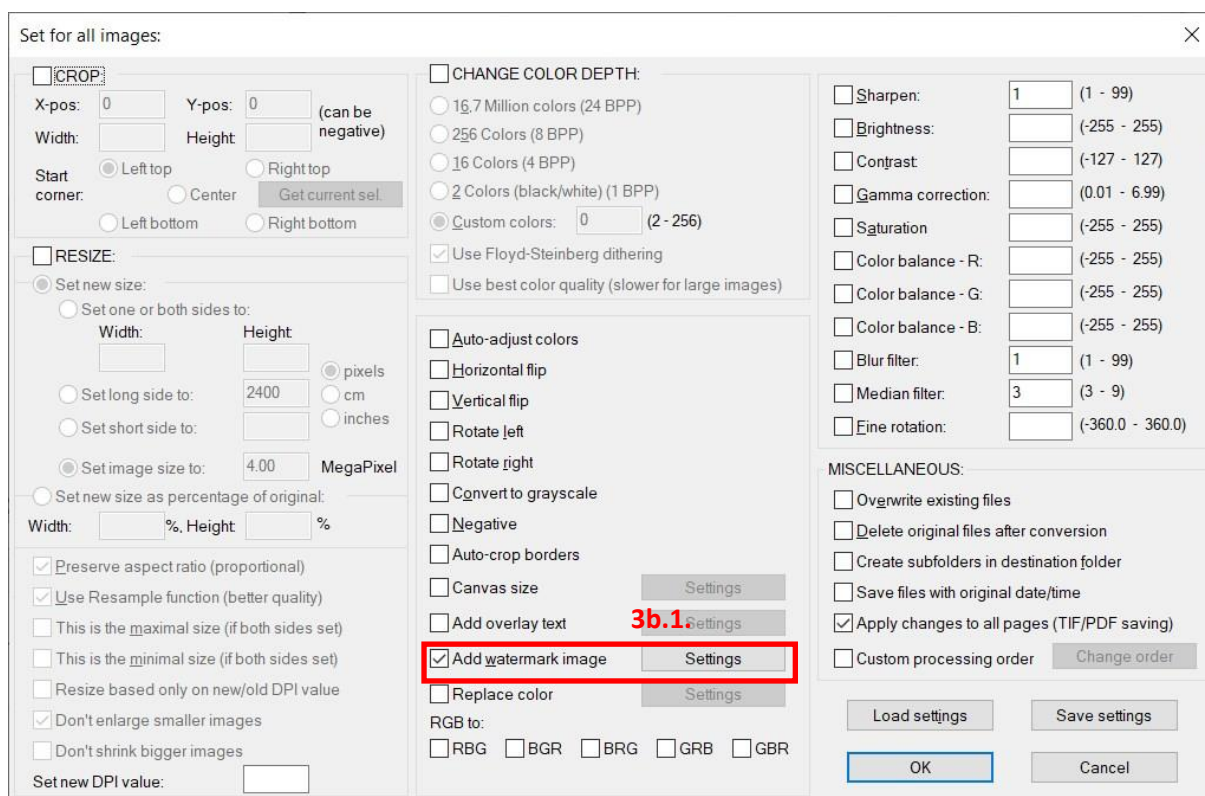 Set for all images:
CROP:
X-pos: 0 Y-pos: 0 (can be negative)
Width: Height:
Start corner:
Left top Right top
Center Get current sel.
Left bottom Right bottom
RESIZE:
Set new size:
Set one or both sides to:
Width: Height:
pixels
Set long side to: 2400 cm
Set short side to: inches
Set image size to: 4.00 MegaPixel
Set new size as percentage of original:
Width: %, Height: %
Preserve aspect ratio (proportional)
Use Resample function (better quality)
This is the maximal size (if both sides set)
This is the minimal size (if both sides set)
Resize based only on new/old DPI value
Don't enlarge smaller images
Don't shrink bigger images
Set new DPI value:
CHANGE COLOR DEPTH:
16,7 Million colors (24 BPP)
256 Colors (8 BPP)
16 Colors (4 BPP)
2 Colors (black/white) (1 BPP)
Custom colors: 0 (2 - 256)
Use Floyd-Steinberg dithering
Use best color quality (slower for large images)
Auto-adjust colors
Horizontal flip
Vertical flip
Rotate left
Rotate right
Convert to grayscale
Negative
Auto-crop borders
Canvas size Settings
Add overlay text Settings
3b.1.
Add watermark image Settings
Replace color Settings
RGB to:
RBG BGR BRG GRB GBR
Sharpen: 1 (1 - 99)
Brightness: (-255 - 255)
Contrast: (-127 - 127)
Gamma correction: (0.01 - 6.99)
Saturation (-255 - 255)
Color balance - R: (-255 - 255)
Color balance - G: (-255 - 255)
Color balance - B: (-255 - 255)
Blur filter: 1 (1 - 99)
Median filter: 3 (3 - 9)
Fine rotation: (-360.0 - 360.0)
MISCELLANEOUS:
Overwrite existing files
Delete original files after conversion
Create subfolders in destination folder
Save files with original date/time
Apply changes to all pages (TIF/PDF saving)
Custom processing order Change order
Load settings Save settings
OK Cancel